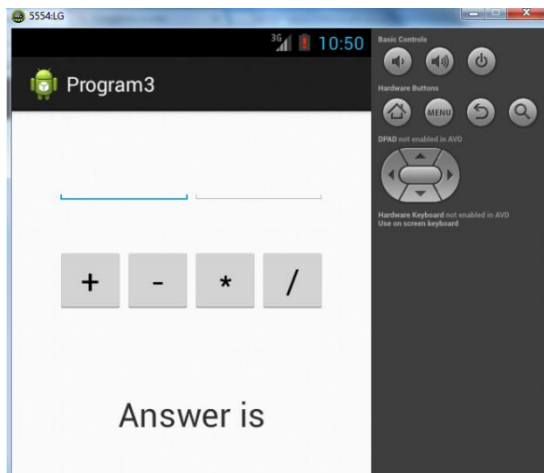 5554:LG
3G 10:50
Program3
+ - * /
Answer is
Basic Controls
Hardware Buttons
MENU
DPAD not enabled in AVD
Hardware Keyboard not enabled in AVD
Use on screen keyboard